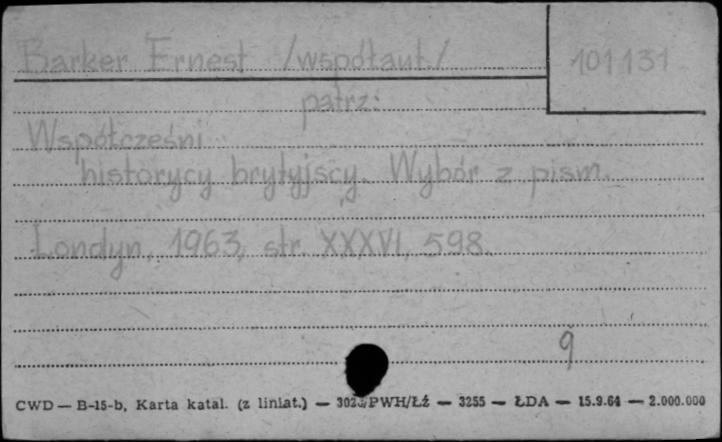 Barker Ernest /współaut./
101131
patrz:
Współcześni
historycy brytyjscy. Wybór z pism.
Londyn, 1963, str. XXXVI, 598.
9
CWD — B-15-b, Karta katal. (z liniat.) — /PWH/Łź — 3255 — ŁDA — 15.9.64 — 2.000.000